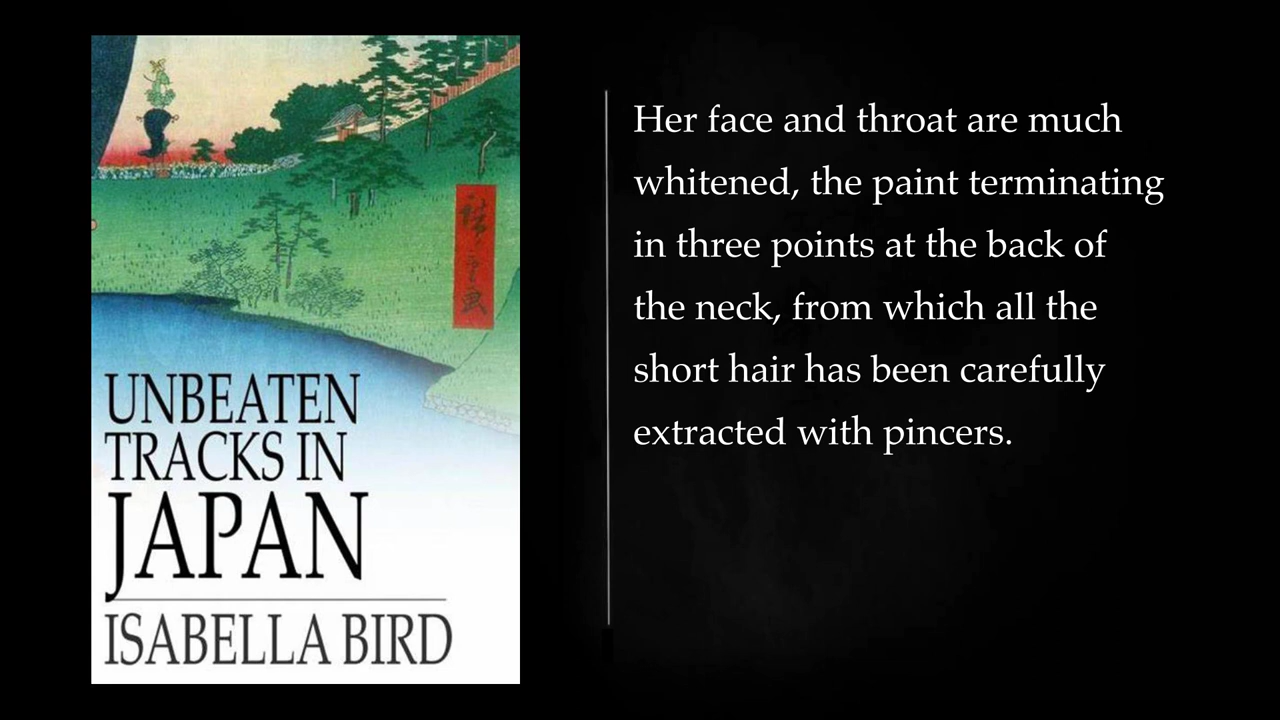 UNBEATEN
TRACKS IN
JAPAN
ISABELLA BIRD
Her face and throat are much
whitened, the paint terminating
in three points at the back of
the neck, from which all the
short hair has been carefully
extracted with pincers.